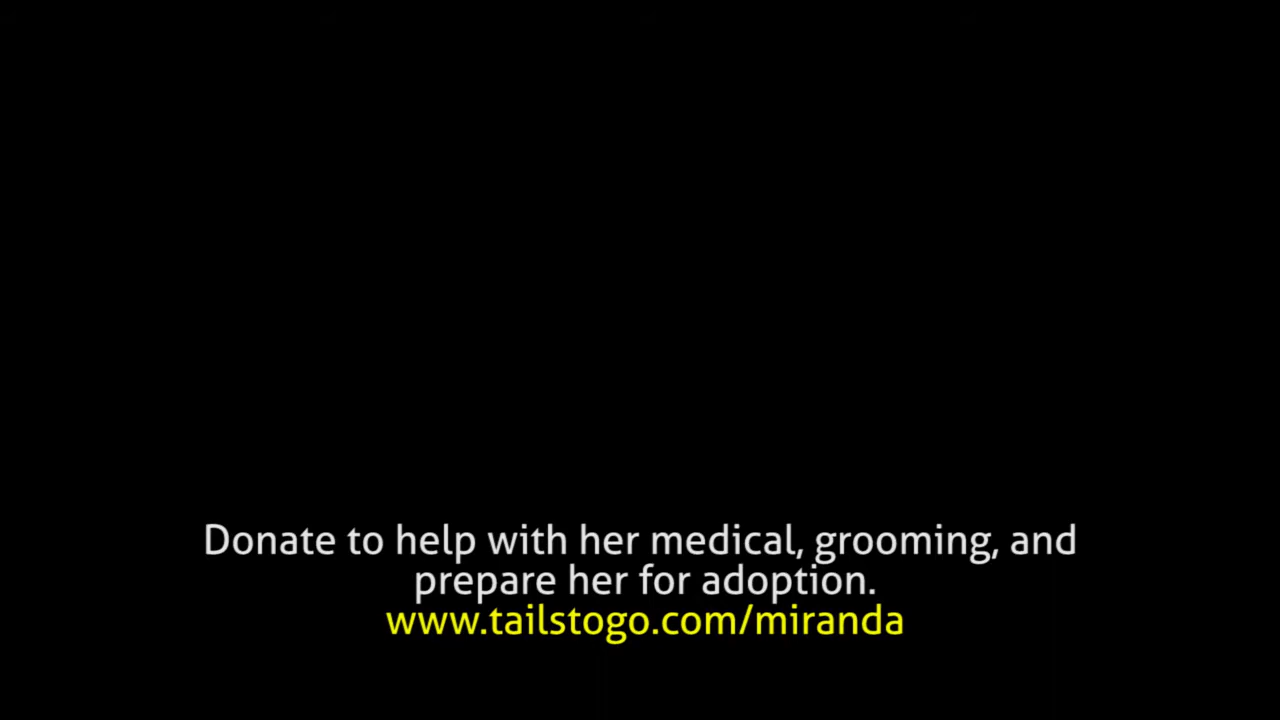 Donate to help with her medical, grooming, and
prepare her for adoption.
www.tailstogo.com/miranda